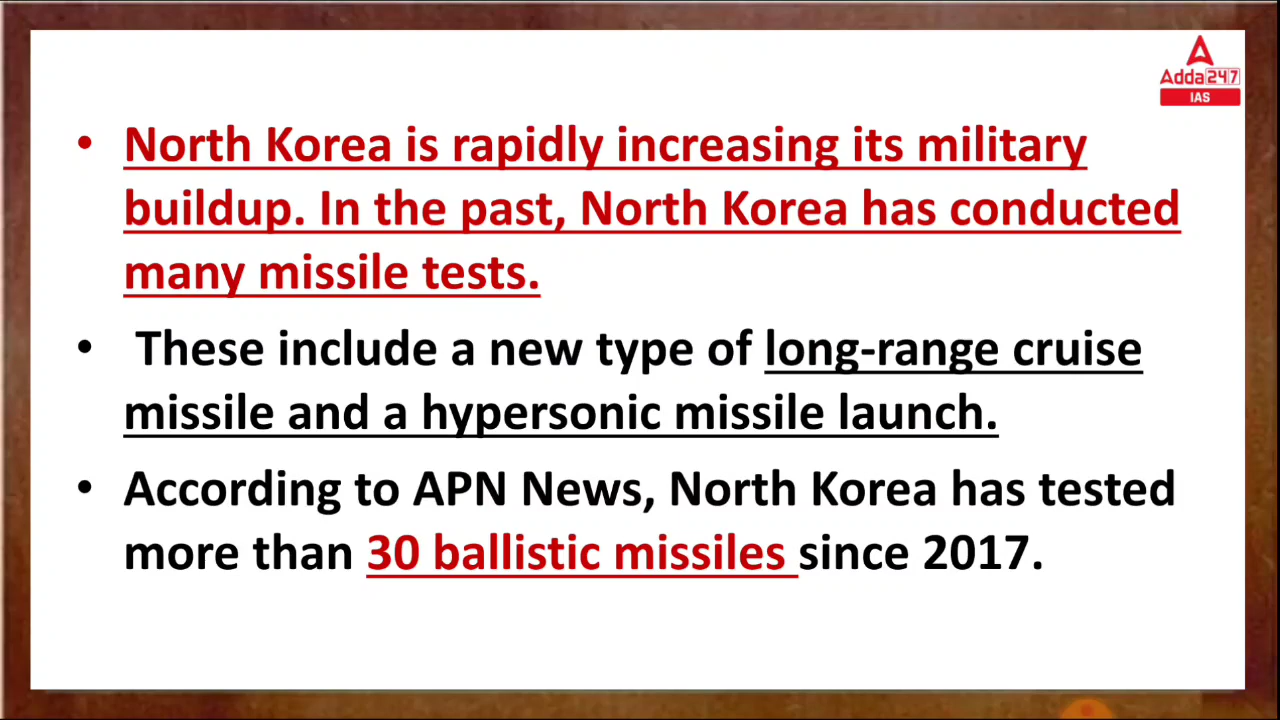 Adda247
IAS
• North Korea is rapidly increasing its military
buildup. In the past, North Korea has conducted
many missile tests.
• These include a new type of long-range cruise
missile and a hypersonic missile launch.
• According to APN News, North Korea has tested
more than 30 ballistic missiles since 2017.